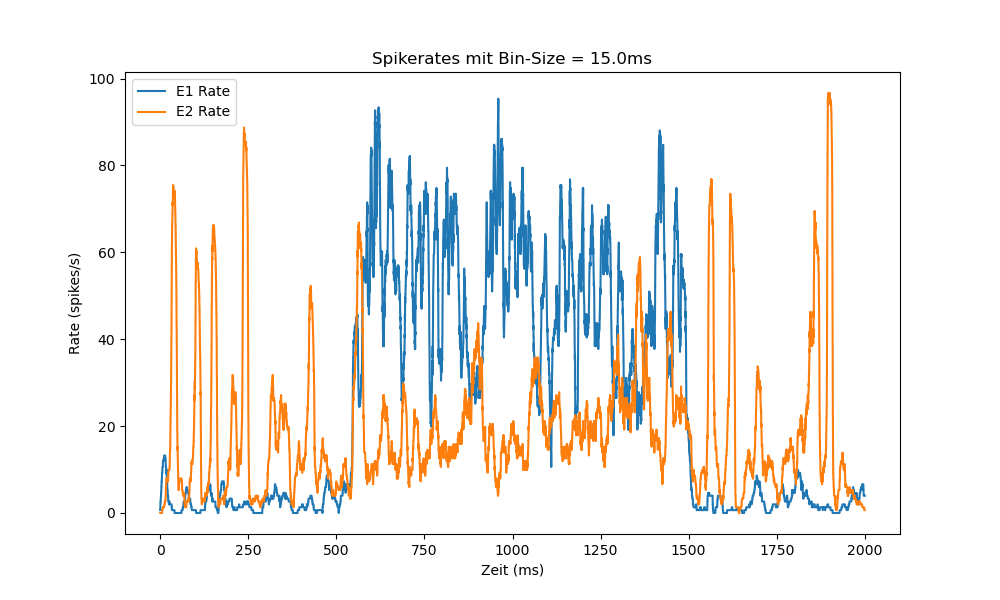 Spikerates mit Bin-Size = 15.0ms
E1 Rate
E2 Rate
Rate (spikes/s)
100
80
60
40
20
0
0 250 500 750 1000 1250 1500 1750 2000
Zeit (ms)